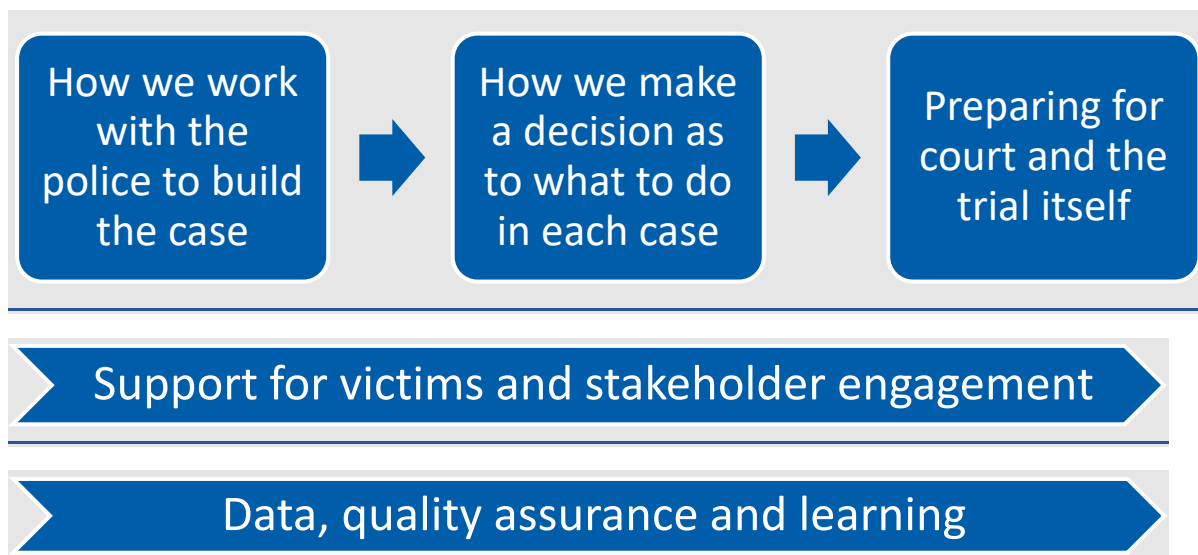 How we work
with the
police to build
the case
How we make
a decision as
to what to do
in each case
Preparing for
court and the
trial itself
Support for victims and stakeholder engagement
Data, quality assurance and learning